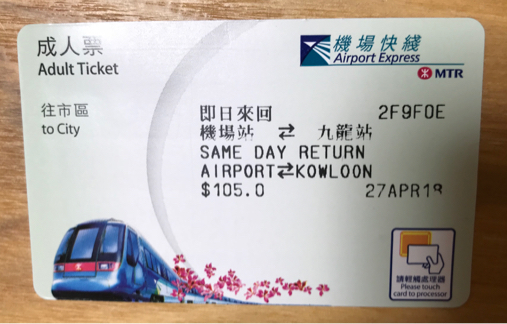 成人票
Adult Ticket
機場快綫
Airport Express
MTR
往市區
to City
即日來回 2F9F0E
機場站 ⇄ 九龍站
SAME DAY RETURN
AIRPORT⇄KOWLOON
$105.0 27APR18
請輕觸處理器
Please touch
card to processor